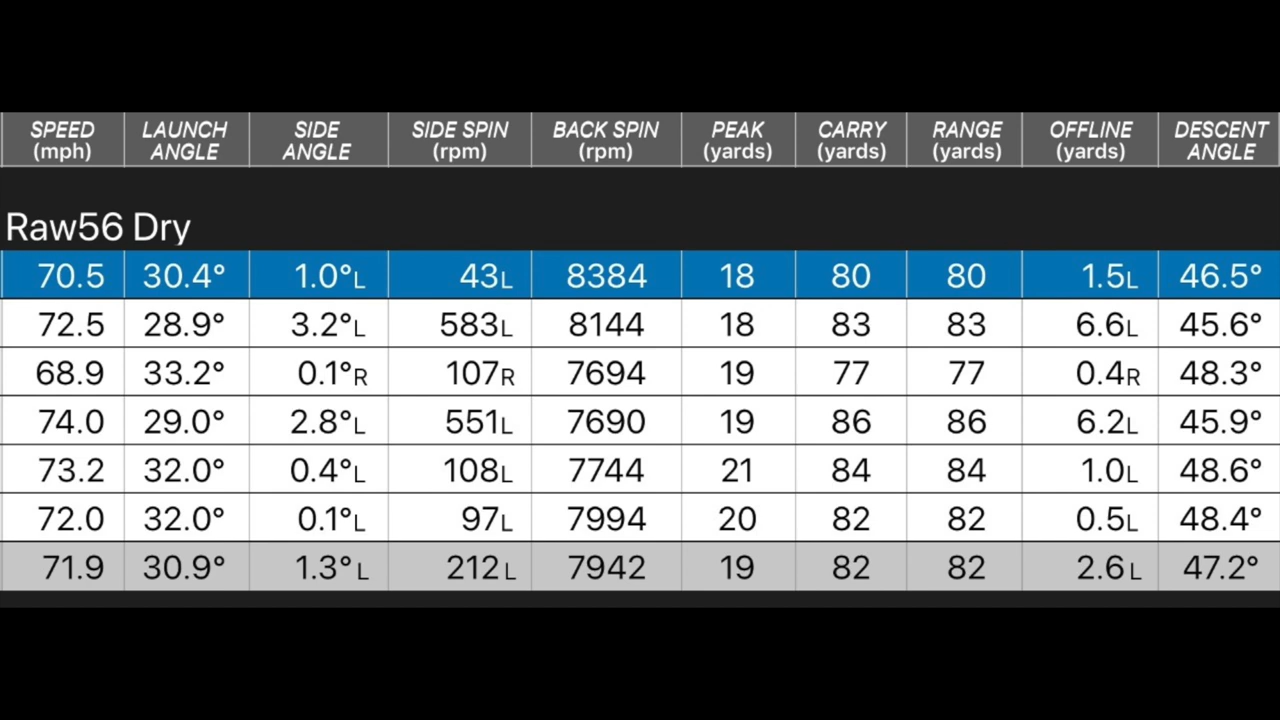 SPEED (mph) LAUNCH ANGLE SIDE ANGLE SIDE SPIN (rpm) BACK SPIN (rpm) PEAK (yards) CARRY (yards) RANGE (yards) OFFLINE (yards) DESCENT ANGLE
Raw56 Dry
70.5 30.4° 1.0°L 43L 8384 18 80 80 1.5L 46.5°
72.5 28.9° 3.2°L 583L 8144 18 83 83 6.6L 45.6°
68.9 33.2° 0.1°R 107R 7694 19 77 77 0.4R 48.3°
74.0 29.0° 2.8°L 551L 7690 19 86 86 6.2L 45.9°
73.2 32.0° 0.4°L 108L 7744 21 84 84 1.0L 48.6°
72.0 32.0° 0.1°L 97L 7994 20 82 82 0.5L 48.4°
71.9 30.9° 1.3°L 212L 7942 19 82 82 2.6L 47.2°